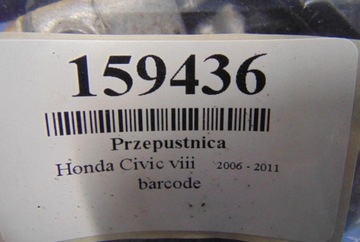 159436
Przepustnica
Honda Civic viii 2006 - 2011
barcode